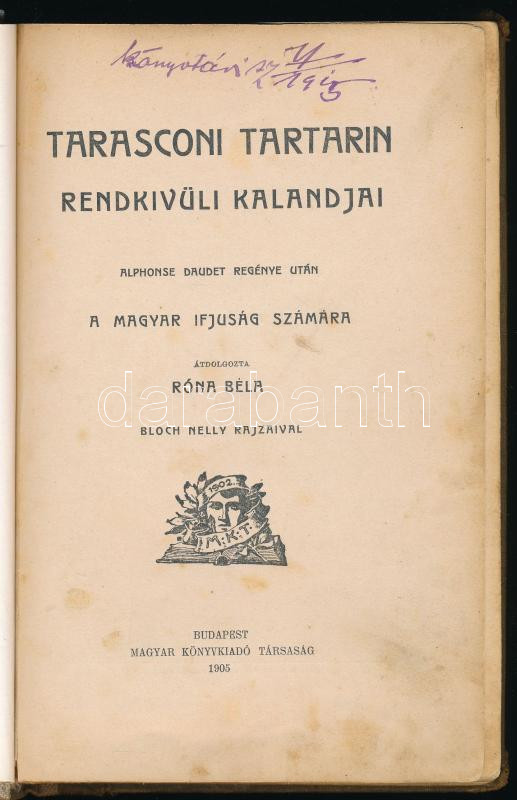 könyvtári sz
TARASCONI TARTARIN
RENDKIVÜLI KALANDJAI
ALPHONSE DAUDET REGÉNYE UTÁN
A MAGYAR IFJUSÁG SZÁMÁRA
ÁTDOLGOZTA
RÓNA BÉLA
darabanth
BLOCH NELLY RAJZAIVAL
1902.
M.K.T.
BUDAPEST
MAGYAR KÖNYVKIADÓ TÁRSASÁG
1905